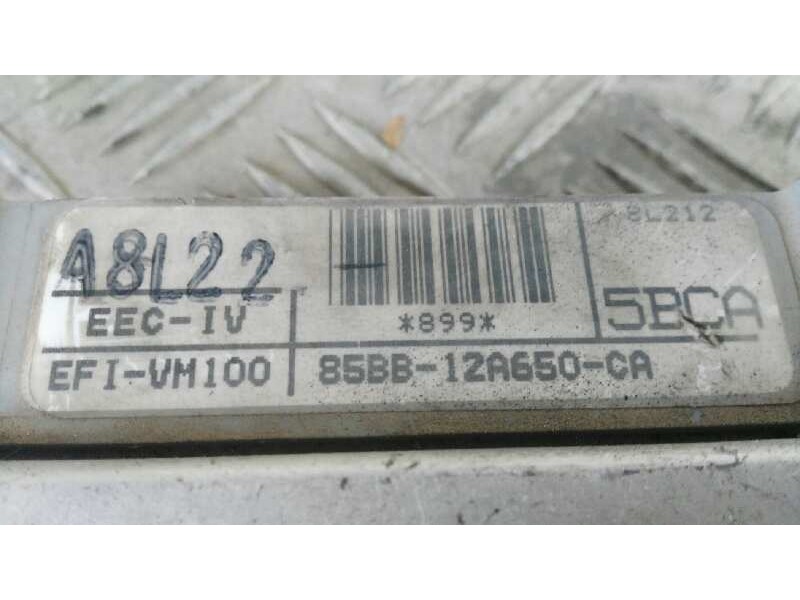 A8L22
8L212
EEC-IV
*899*
5BCA
EFI-VM100
85BB-12A650-CA